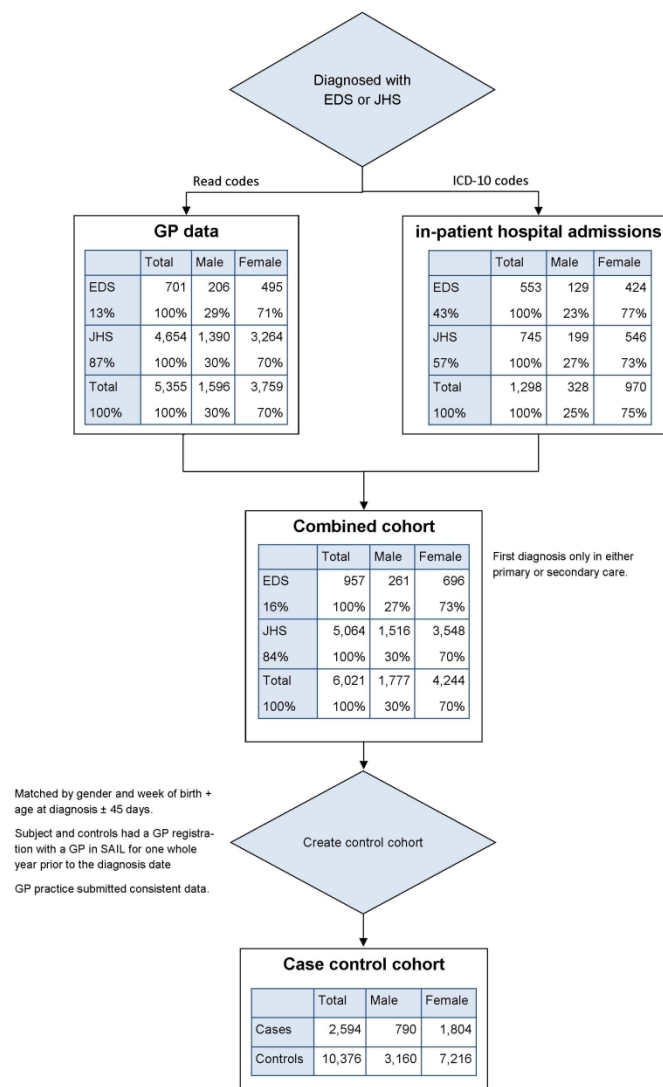 Diagnosed with
EDS or JHS
Read codes
ICD-10 codes
GP data
Total Male Female
EDS 701 206 495
13% 100% 29% 71%
JHS 4,654 1,390 3,264
87% 100% 30% 70%
Total 5,355 1,596 3,759
100% 100% 30% 70%
in-patient hospital admissions
Total Male Female
EDS 553 129 424
43% 100% 23% 77%
JHS 745 199 546
57% 100% 27% 73%
Total 1,298 328 970
100% 100% 25% 75%
Combined cohort
Total Male Female
EDS 957 261 696
16% 100% 27% 73%
JHS 5,064 1,516 3,548
84% 100% 30% 70%
Total 6,021 1,777 4,244
100% 100% 30% 70%
First diagnosis only in either
primary or secondary care.
Matched by gender and week of birth +
age at diagnosis ± 45 days.
Subject and controls had a GP registra-
tion with a GP in SAIL for one whole
year prior to the diagnosis date
GP practice submitted consistent data.
Create control cohort
Case control cohort
Total Male Female
Cases 2,594 790 1,804
Controls 10,376 3,160 7,216